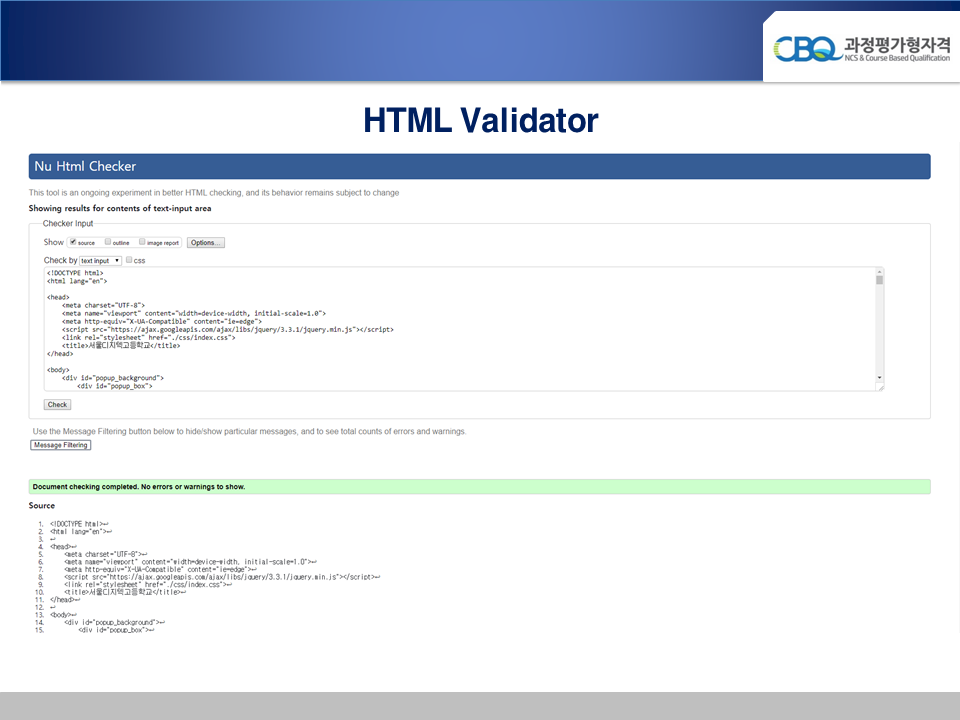 CBQ 과정평가형자격
NCS & Course Based Qualification
HTML Validator
Nu Html Checker
This tool is an ongoing experiment in better HTML checking, and its behavior remains subject to change
Showing results for contents of text-input area
Checker Input
Show source outline image report Options...
Check by text input css
<!DOCTYPE html>
<html lang="en">
<head>
<meta charset="UTF-8">
<meta name="viewport" content="width=device-width, initial-scale=1.0">
<meta http-equiv="X-UA-Compatible" content="ie=edge">
<script src="https://ajax.googleapis.com/ajax/libs/jquery/3.3.1/jquery.min.js"></script>
<link rel="stylesheet" href="./css/index.css">
<title>서울디지텍고등학교</title>
</head>
<body>
<div id="popup_background">
<div id="popup_box">
Check
Use the Message Filtering button below to hide/show particular messages, and to see total counts of errors and warnings.
Message Filtering
Document checking completed. No errors or warnings to show.
Source
1. <!DOCTYPE html>↩
2. <html lang="en">↩
3. ↩
4. <head>↩
5. <meta charset="UTF-8">↩
6. <meta name="viewport" content="width=device-width, initial-scale=1.0">↩
7. <meta http-equiv="X-UA-Compatible" content="ie=edge">↩
8. <script src="https://ajax.googleapis.com/ajax/libs/jquery/3.3.1/jquery.min.js"></script>↩
9. <link rel="stylesheet" href="./css/index.css">↩
10. <title>서울디지텍고등학교</title>↩
11. </head>↩
12. ↩
13. <body>↩
14. <div id="popup_background">↩
15. <div id="popup_box">↩